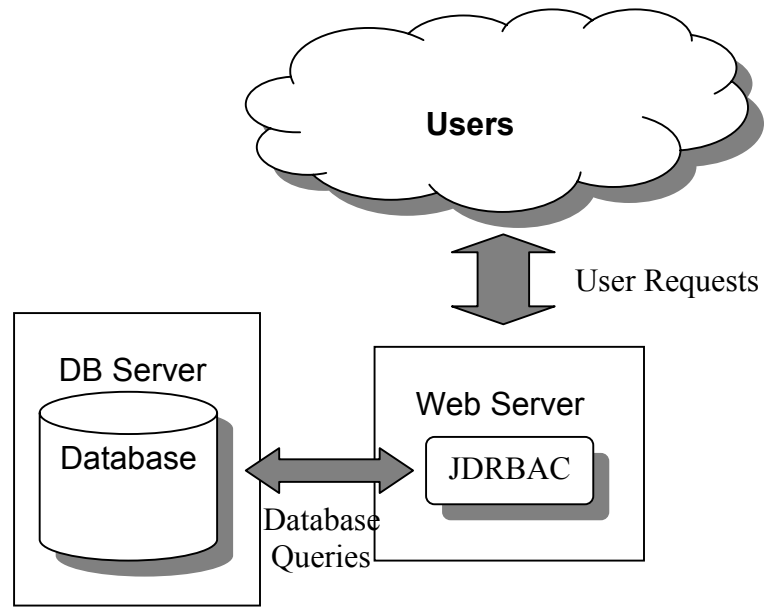 Users
User Requests
DB Server
Database
Web Server
JDRBAC
Database
Queries